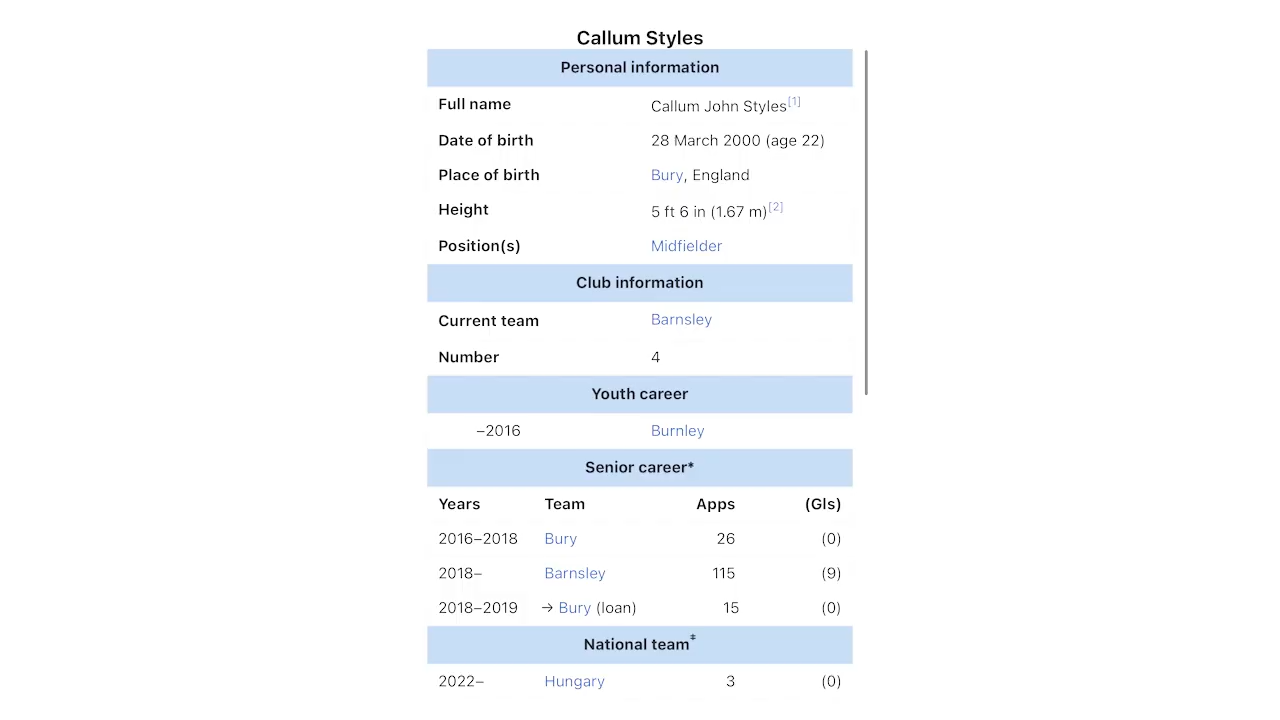 Callum Styles
Personal information
Full name Callum John Styles[1]
Date of birth 28 March 2000 (age 22)
Place of birth Bury, England
Height 5 ft 6 in (1.67 m)[2]
Position(s) Midfielder
Club information
Current team Barnsley
Number 4
Youth career
–2016 Burnley
Senior career*
Years Team Apps (Gls)
2016–2018 Bury 26 (0)
2018– Barnsley 115 (9)
2018–2019 → Bury (loan) 15 (0)
National team‡
2022– Hungary 3 (0)